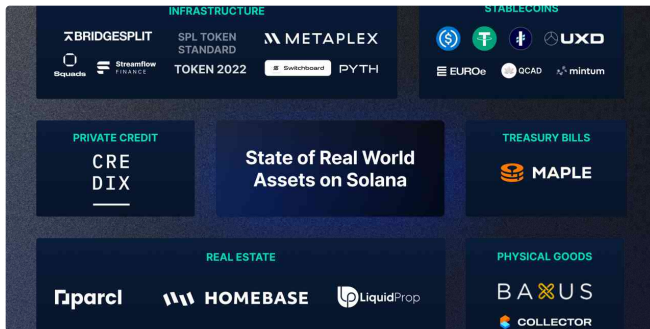 INFRASTRUCTURE
BRIDGESPLIT
SPL TOKEN
STANDARD
METAPLEX
Squads
Streamflow
FINANCE
TOKEN 2022
Switchboard
PYTH
STABLECOINS
UXD
EUROe
QCAD
mintum
PRIVATE CREDIT
CRE
DIX
State of Real World
Assets on Solana
TREASURY BILLS
MAPLE
REAL ESTATE
parcl
HOMEBASE
LiquidProp
PHYSICAL GOODS
BAXUS
COLLECTOR